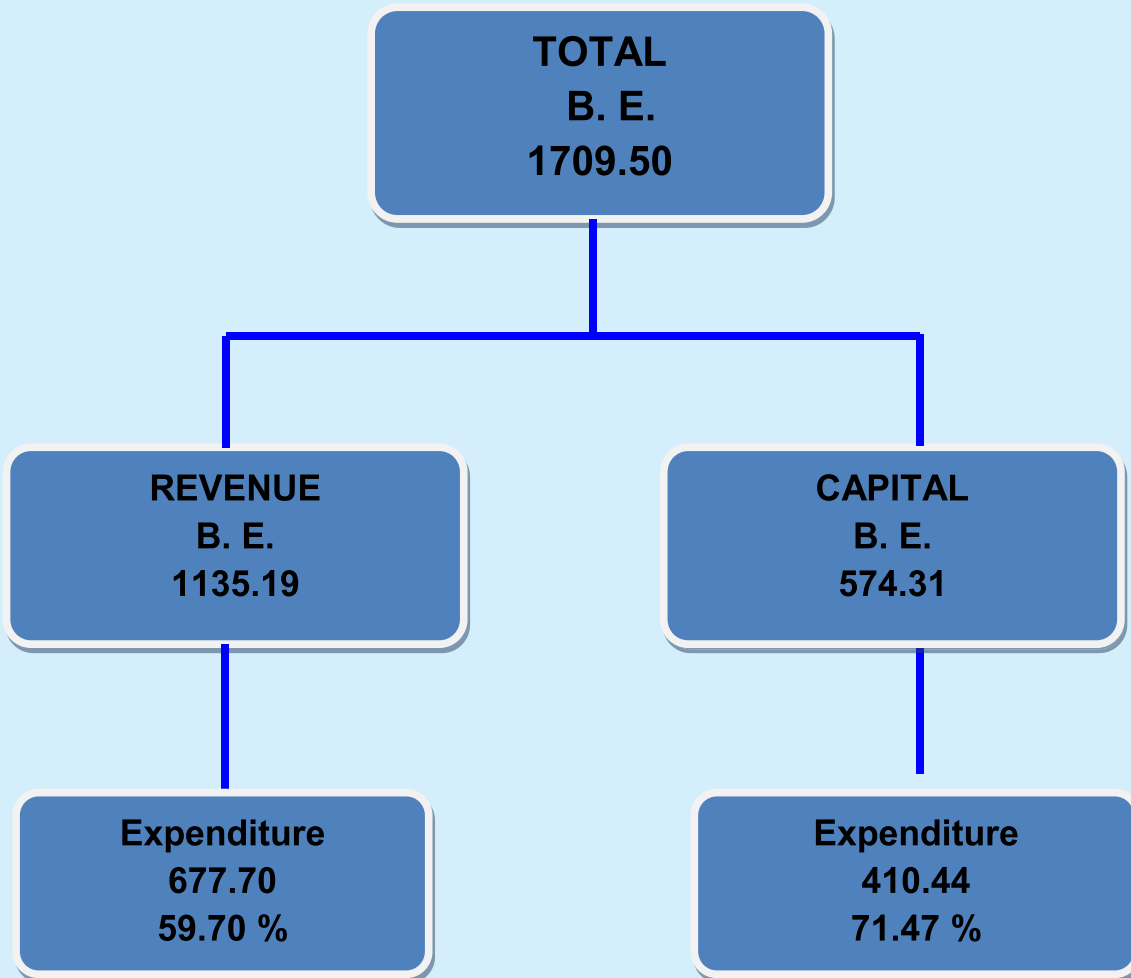 TOTAL
B. E.
1709.50
REVENUE
B. E.
1135.19
CAPITAL
B. E.
574.31
Expenditure
677.70
59.70 %
Expenditure
410.44
71.47 %